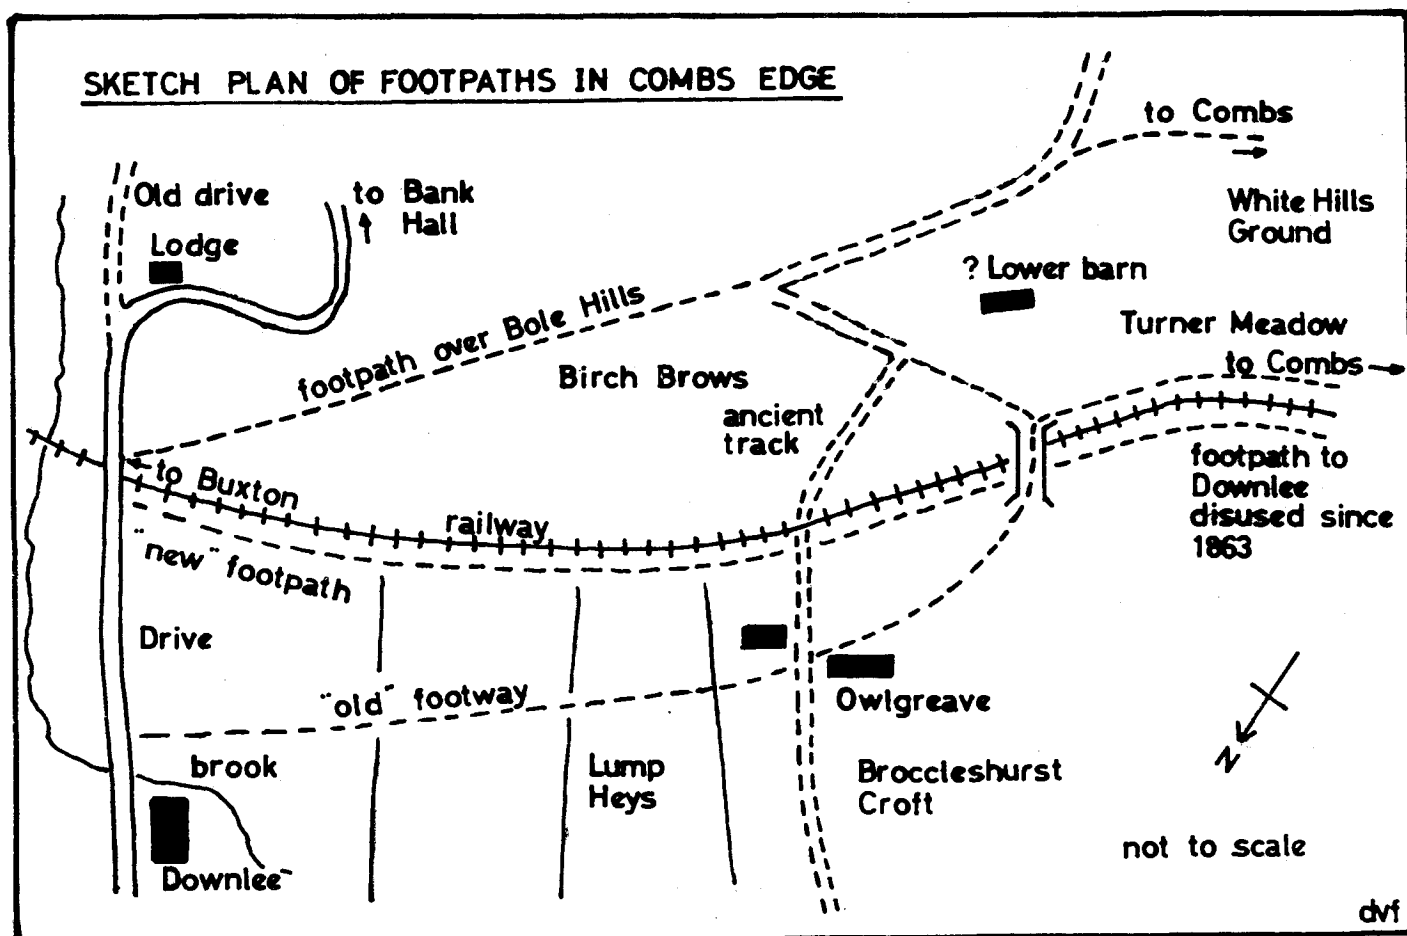 SKETCH PLAN OF FOOTPATHS IN COMBS EDGE
to Combs
Old drive
to Bank
Hall
White Hills
Ground
Lodge
? Lower barn
footpath over Bole Hills
Turner Meadow
to Combs
Birch Brows
ancient
track
to Buxton
railway
footpath to
Downlee
disused since
1863
"new" footpath
Drive
"old" footway
Owlgreave
brook
Lump
Heys
Broccleshurst
Croft
N
not to scale
Downlee
dvf